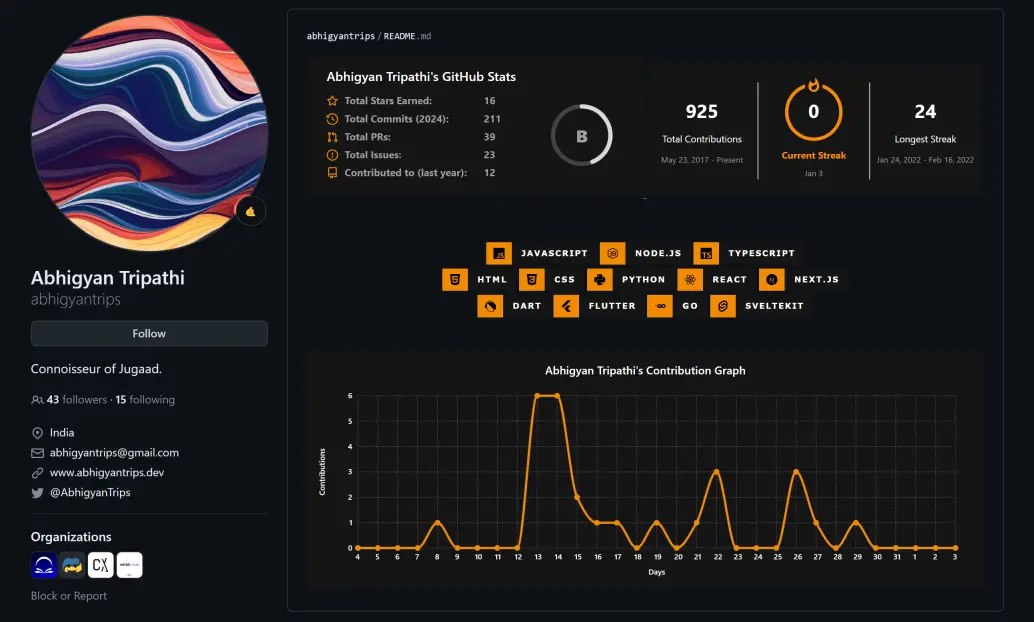 Abhigyan Tripathi
abhigyantrips
Follow
Connoisseur of Jugaad.
43 followers · 15 following
India
abhigyantrips@gmail.com
www.abhigyantrips.dev
@AbhigyanTrips
Organizations
CX
Block or Report
abhigyantrips / README.md
Abhigyan Tripathi's GitHub Stats
Total Stars Earned: 16
Total Commits (2024): 211
Total PRs: 39
Total Issues: 23
Contributed to (last year): 12
B
925
Total Contributions
May 23, 2017 - Present
0
Current Streak
Jan 3
24
Longest Streak
Jan 24, 2022 - Feb 16, 2022
JS JAVASCRIPT NODE.JS TS TYPESCRIPT
HTML CSS PYTHON REACT N NEXT.JS
DART FLUTTER GO SVELTEKIT
Abhigyan Tripathi's Contribution Graph
Contributions
6
5
4
3
2
1
0
4 5 6 7 8 9 10 11 12 13 14 15 16 17 18 19 20 21 22 23 24 25 26 27 28 29 30 31 1 2 3
Days